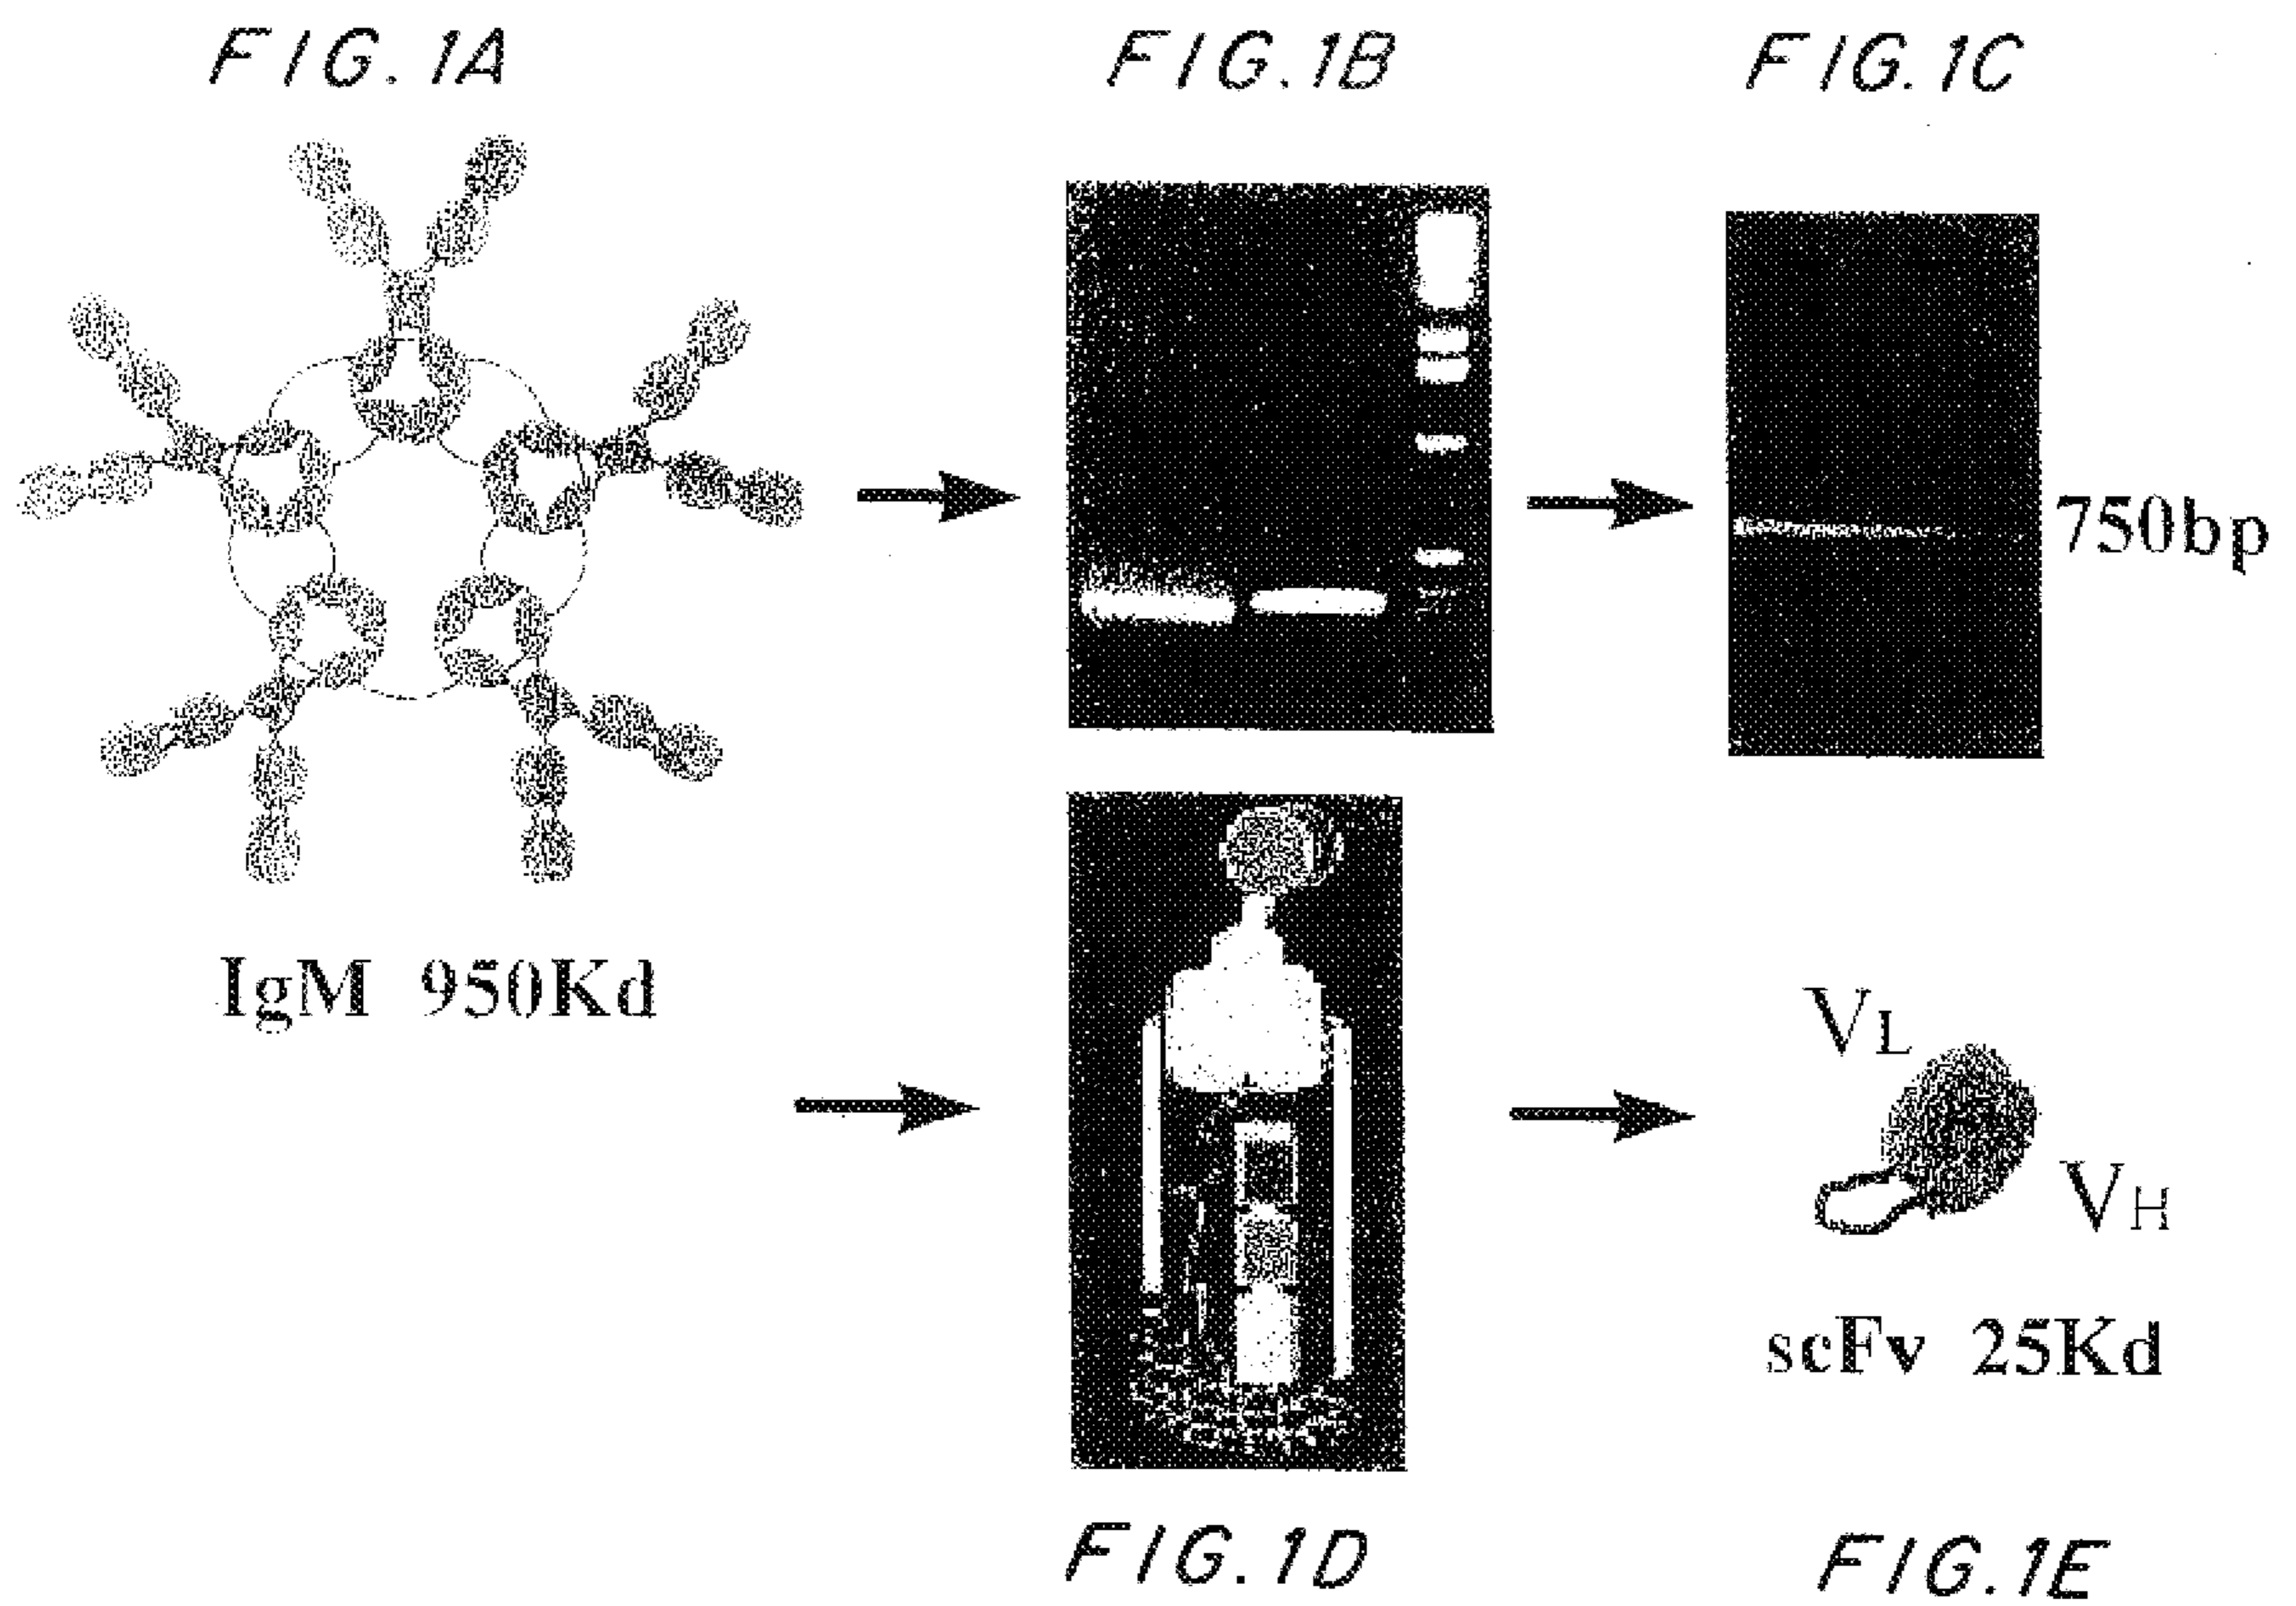 FIG. 1A
FIG. 1B
FIG. 1C
750bp
IgM 950Kd
VL
VH
scFv 25Kd
FIG. 1D
FIG. 1E